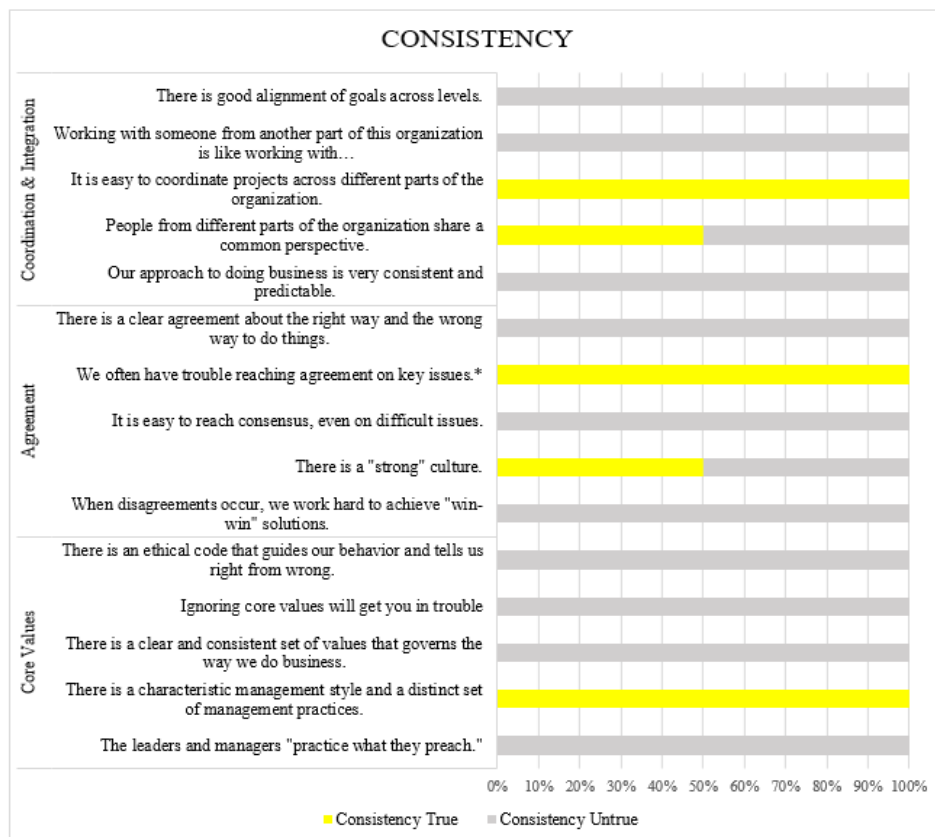 CONSISTENCY
Coordination & Integration
There is good alignment of goals across levels.
Working with someone from another part of this organization
is like working with…
It is easy to coordinate projects across different parts of the
organization.
People from different parts of the organization share a
common perspective.
Our approach to doing business is very consistent and
predictable.
Agreement
There is a clear agreement about the right way and the wrong
way to do things.
We often have trouble reaching agreement on key issues.*
It is easy to reach consensus, even on difficult issues.
There is a "strong" culture.
When disagreements occur, we work hard to achieve "win-
win" solutions.
Core Values
There is an ethical code that guides our behavior and tells us
right from wrong.
Ignoring core values will get you in trouble
There is a clear and consistent set of values that governs the
way we do business.
There is a characteristic management style and a distinct set
of management practices.
The leaders and managers "practice what they preach."
0% 10% 20% 30% 40% 50% 60% 70% 80% 90% 100%
Consistency True Consistency Untrue